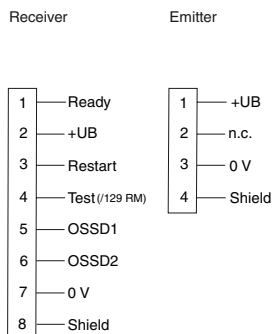 Receiver
1 Ready
2 +UB
3 Restart
4 Test(/129 RM)
5 OSSD1
6 OSSD2
7 0 V
8 Shield
Emitter
1 +UB
2 n.c.
3 0 V
4 Shield